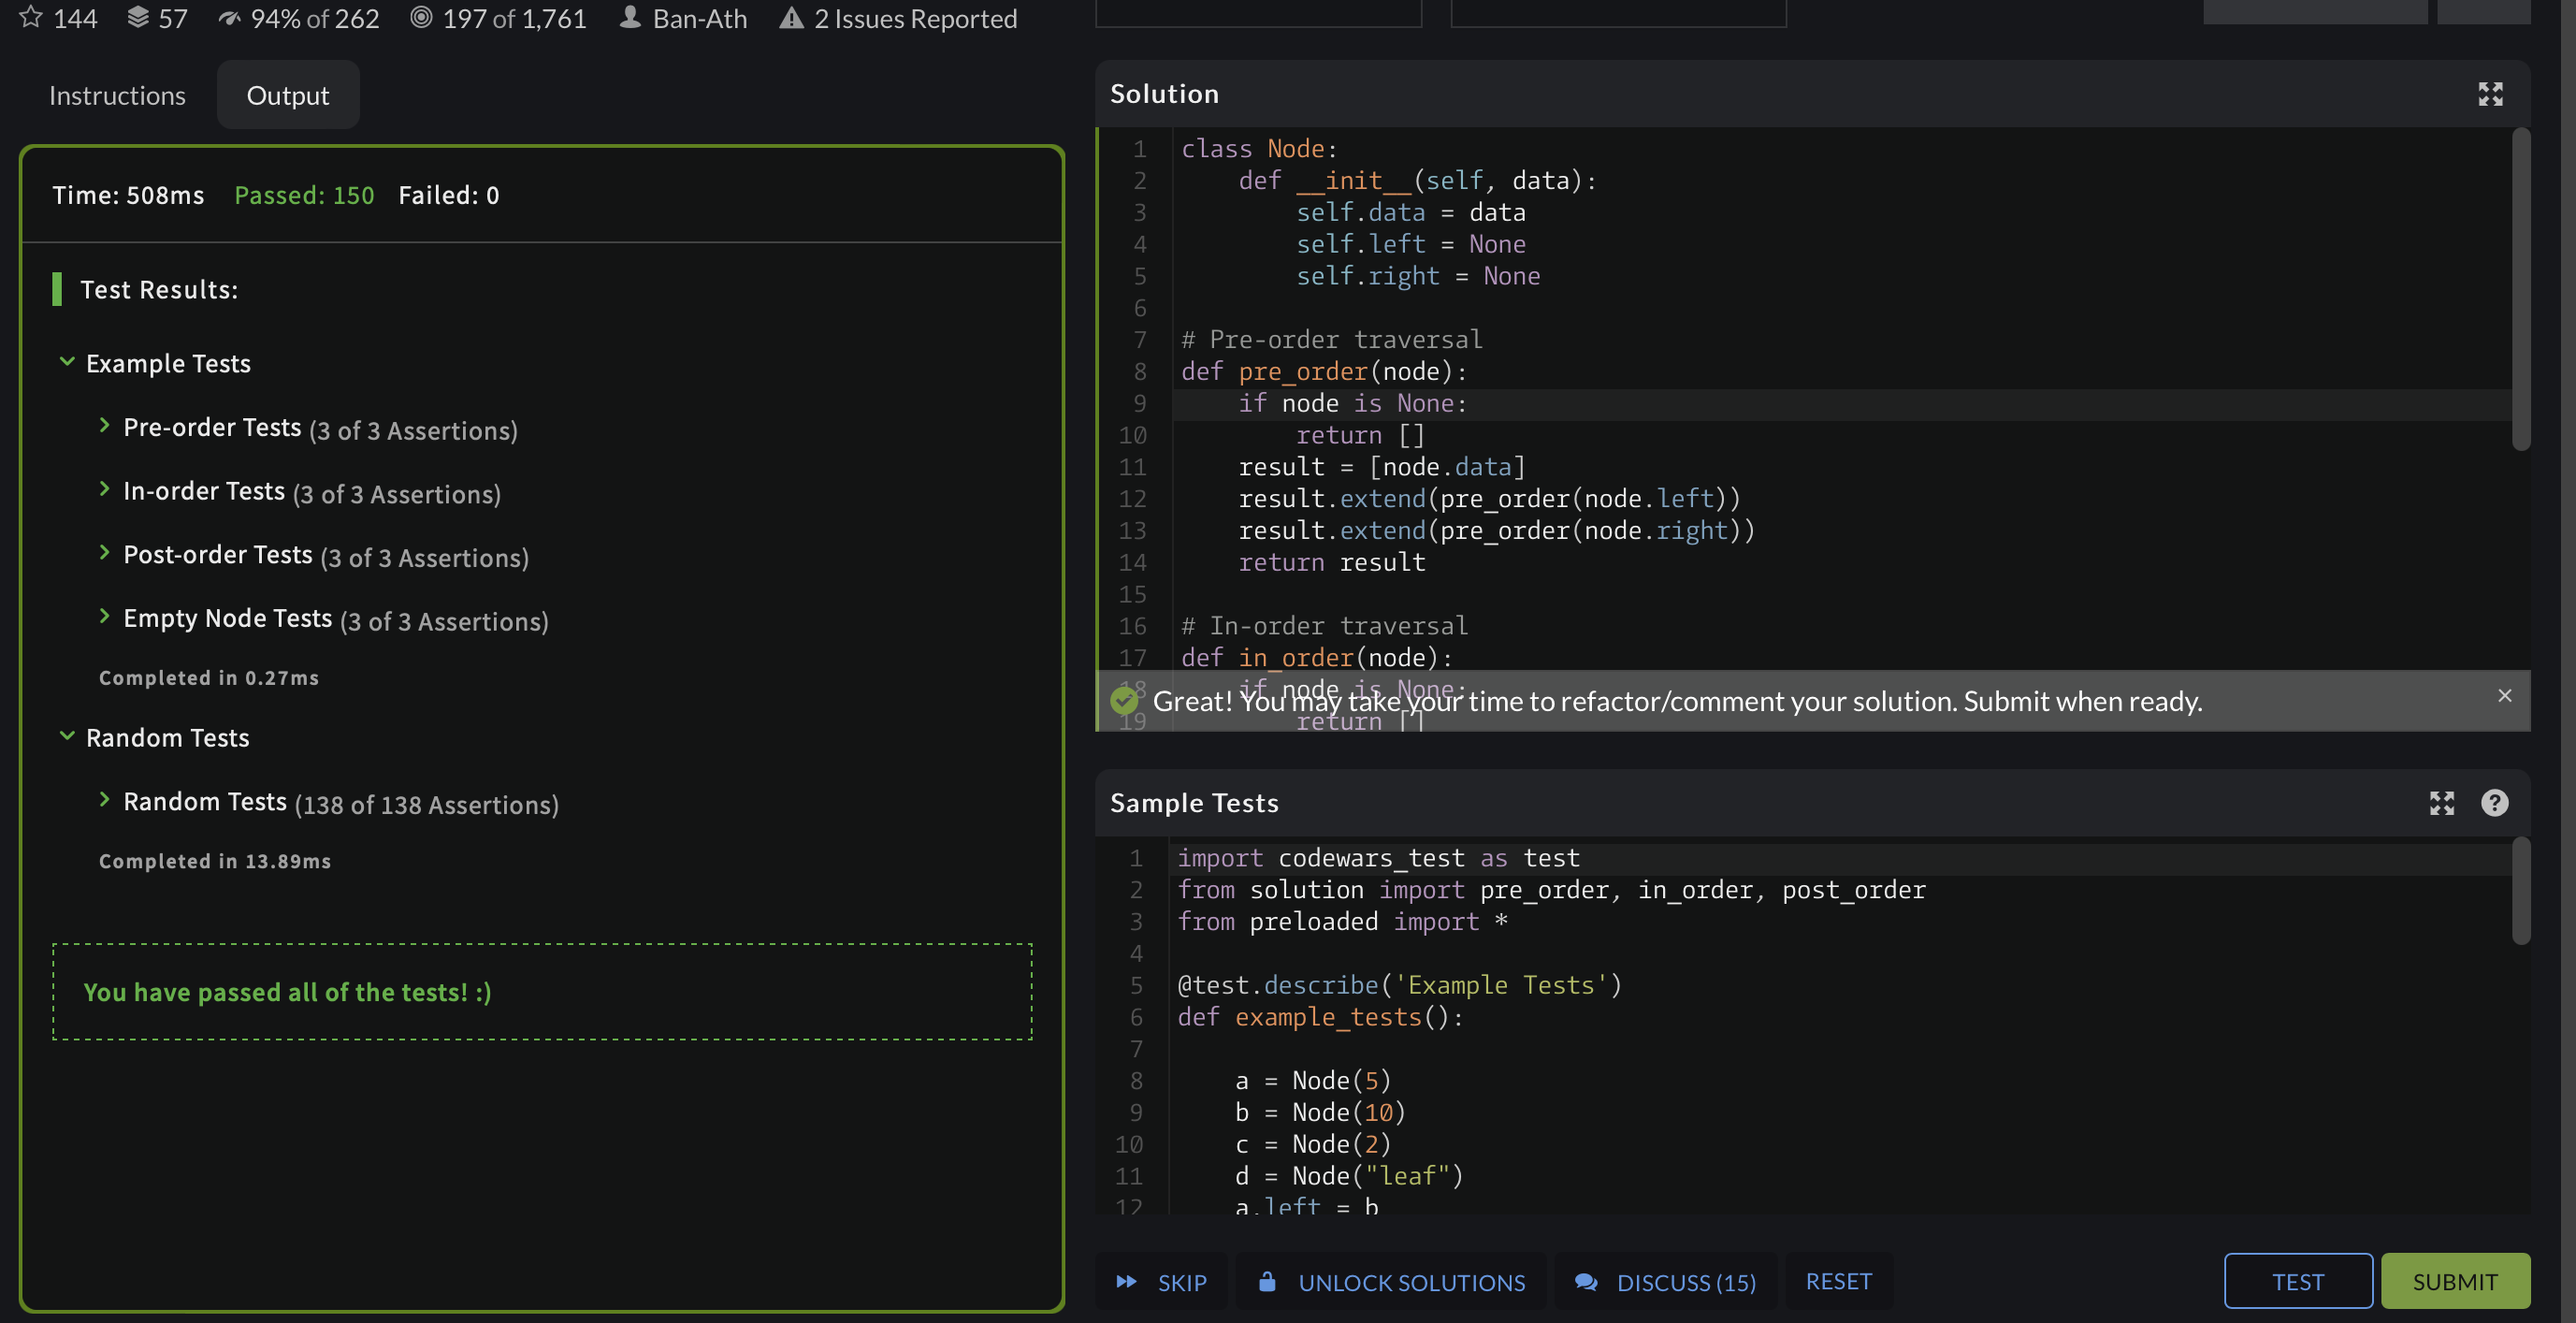 144 57 94% of 262 197 of 1,761 Ban-Ath 2 Issues Reported
Instructions Output
Time: 508ms Passed: 150 Failed: 0
Test Results:
Example Tests
Pre-order Tests (3 of 3 Assertions)
In-order Tests (3 of 3 Assertions)
Post-order Tests (3 of 3 Assertions)
Empty Node Tests (3 of 3 Assertions)
Completed in 0.27ms
Random Tests
Random Tests (138 of 138 Assertions)
Completed in 13.89ms
You have passed all of the tests! :)
Solution
1 class Node:
2     def __init__(self, data):
3         self.data = data
4         self.left = None
5         self.right = None
6
7 # Pre-order traversal
8 def pre_order(node):
9     if node is None:
10         return []
11     result = [node.data]
12     result.extend(pre_order(node.left))
13     result.extend(pre_order(node.right))
14     return result
15
16 # In-order traversal
17 def in_order(node):
18     if node is None:
Great! You may take your time to refactor/comment your solution. Submit when ready.
19         return []
Sample Tests
1 import codewars_test as test
2 from solution import pre_order, in_order, post_order
3 from preloaded import *
4
5 @test.describe('Example Tests')
6 def example_tests():
7
8     a = Node(5)
9     b = Node(10)
10     c = Node(2)
11     d = Node("leaf")
12     a.left = b
SKIP UNLOCK SOLUTIONS DISCUSS (15) RESET TEST SUBMIT